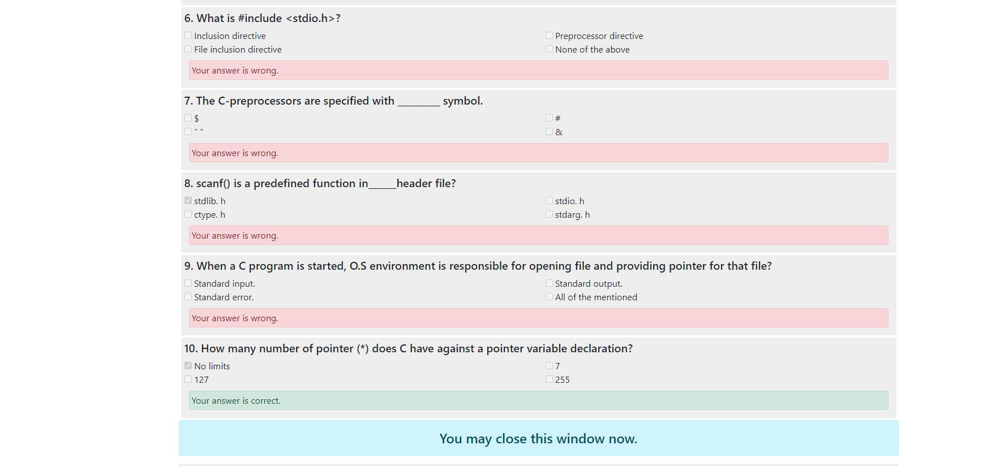 6. What is #include <stdio.h>?
Inclusion directive
Preprocessor directive
File inclusion directive
None of the above
Your answer is wrong.
7. The C-preprocessors are specified with _________ symbol.
$
#
“ ”
&
Your answer is wrong.
8. scanf() is a predefined function in______header file?
stdlib. h
stdio. h
ctype. h
stdarg. h
Your answer is wrong.
9. When a C program is started, O.S environment is responsible for opening file and providing pointer for that file?
Standard input.
Standard output.
Standard error.
All of the mentioned
Your answer is wrong.
10. How many number of pointer (*) does C have against a pointer variable declaration?
No limits
7
127
255
Your answer is correct.
You may close this window now.